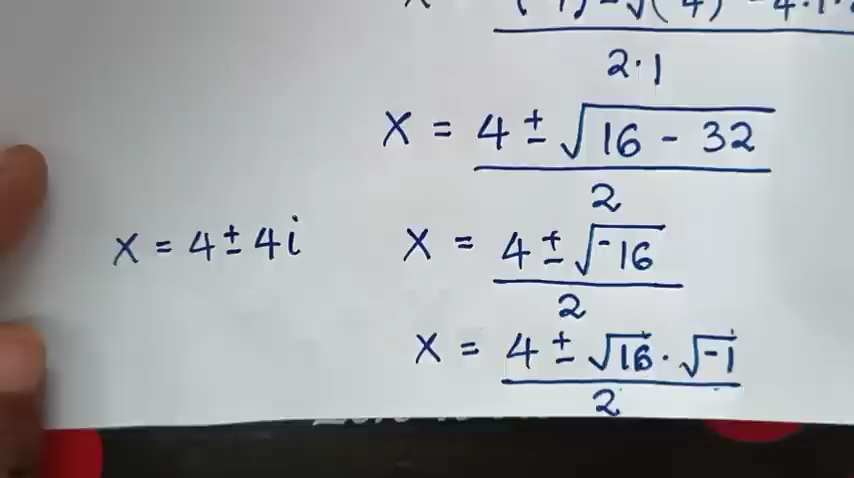 2·1
x = 4 ± √16 - 32
2
x = 4 ± √-16
2
x = 4 ± √16 · √-1
2
x = 4 ± 4i